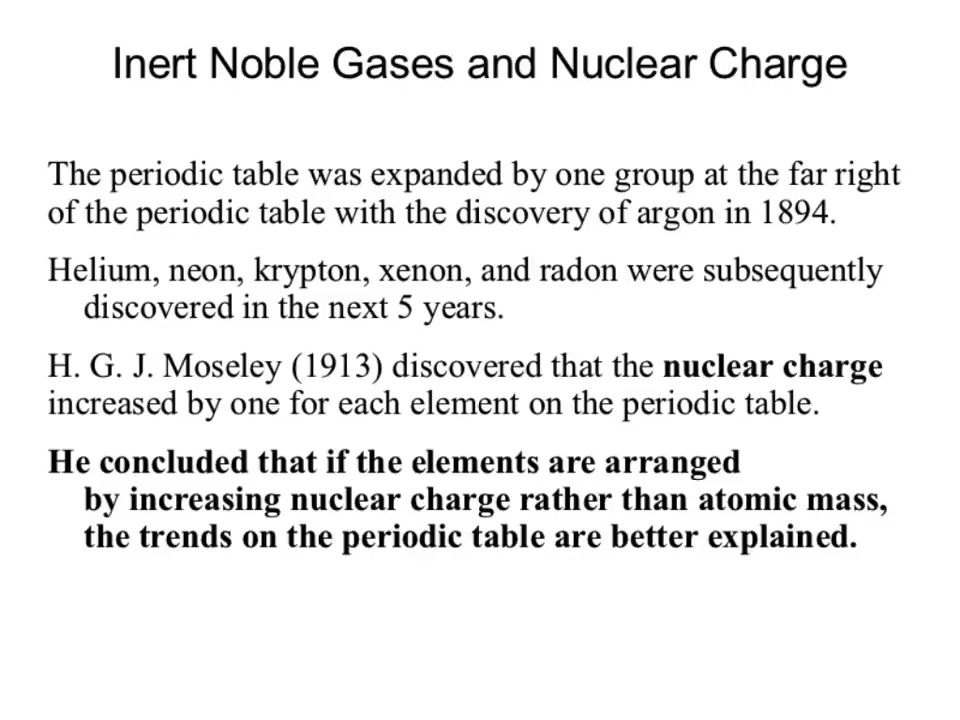 Inert Noble Gases and Nuclear Charge
The periodic table was expanded by one group at the far right
of the periodic table with the discovery of argon in 1894.
Helium, neon, krypton, xenon, and radon were subsequently
discovered in the next 5 years.
H. G. J. Moseley (1913) discovered that the nuclear charge
increased by one for each element on the periodic table.
He concluded that if the elements are arranged
by increasing nuclear charge rather than atomic mass,
the trends on the periodic table are better explained.